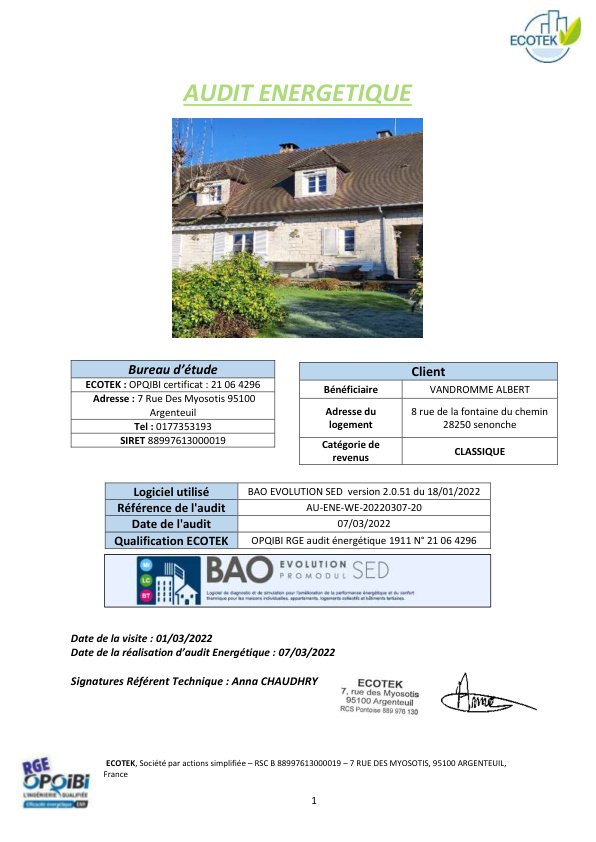 ECOTEK
AUDIT ENERGETIQUE
Bureau d'étude
ECOTEK : OPQIBI certificat : 21 06 4296
Adresse : 7 Rue Des Myosotis 95100
Argenteuil
Tel : 0177353193
SIRET 88997613000019
Client
Bénéficiaire VANDROMME ALBERT
Adresse du logement 8 rue de la fontaine du chemin 28250 senonche
Catégorie de revenus CLASSIQUE
Logiciel utilisé BAO EVOLUTION SED version 2.0.51 du 18/01/2022
Référence de l'audit AU-ENE-WE-20220307-20
Date de l'audit 07/03/2022
Qualification ECOTEK OPQIBI RGE audit énergétique 1911 N° 21 06 4296
LC
BT
BAO EVOLUTION PROMODUL SED
Logiciel de diagnostic et de simulation pour l'amélioration de la performance énergétique et du confort
thermique pour les maisons individuelles, appartements, logements collectifs et bâtiments tertiaires.
Date de la visite : 01/03/2022
Date de la réalisation d'audit Energétique : 07/03/2022
Signatures Référent Technique : Anna CHAUDHRY
ECOTEK
7, rue des Myosotis
95100 Argenteuil
RCS Pontoise 889 976 130
Anna
RGE
OPQIBI
L'INGÉNIERIE QUALIFIÉE
Efficacité énergétique ENR
ECOTEK, Société par actions simplifiée – RSC B 88997613000019 – 7 RUE DES MYOSOTIS, 95100 ARGENTEUIL,
France
1